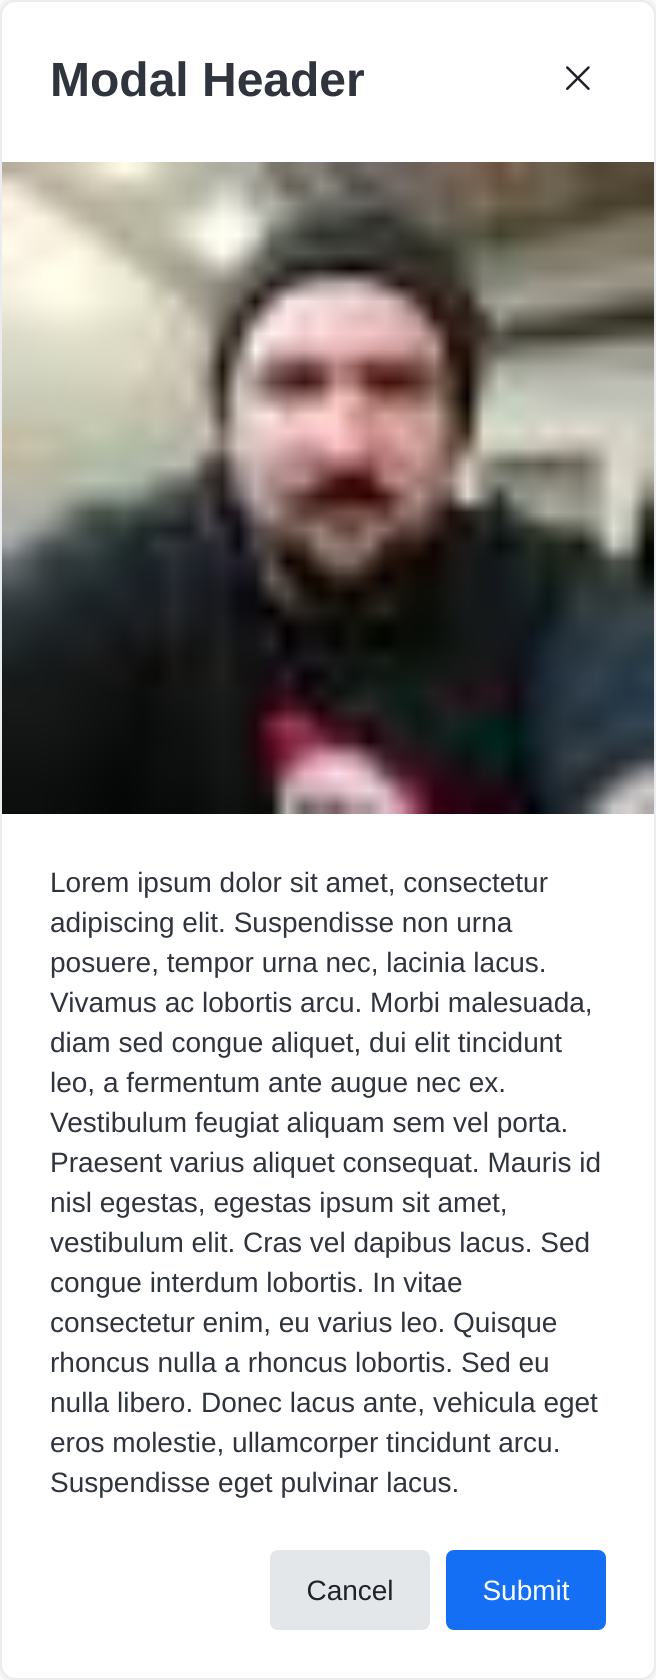 Modal Header
Lorem ipsum dolor sit amet, consectetur
adipiscing elit. Suspendisse non urna
posuere, tempor urna nec, lacinia lacus.
Vivamus ac lobortis arcu. Morbi malesuada,
diam sed congue aliquet, dui elit tincidunt
leo, a fermentum ante augue nec ex.
Vestibulum feugiat aliquam sem vel porta.
Praesent varius aliquet consequat. Mauris id
nisl egestas, egestas ipsum sit amet,
vestibulum elit. Cras vel dapibus lacus. Sed
congue interdum lobortis. In vitae
consectetur enim, eu varius leo. Quisque
rhoncus nulla a rhoncus lobortis. Sed eu
nulla libero. Donec lacus ante, vehicula eget
eros molestie, ullamcorper tincidunt arcu.
Suspendisse eget pulvinar lacus.
Cancel Submit